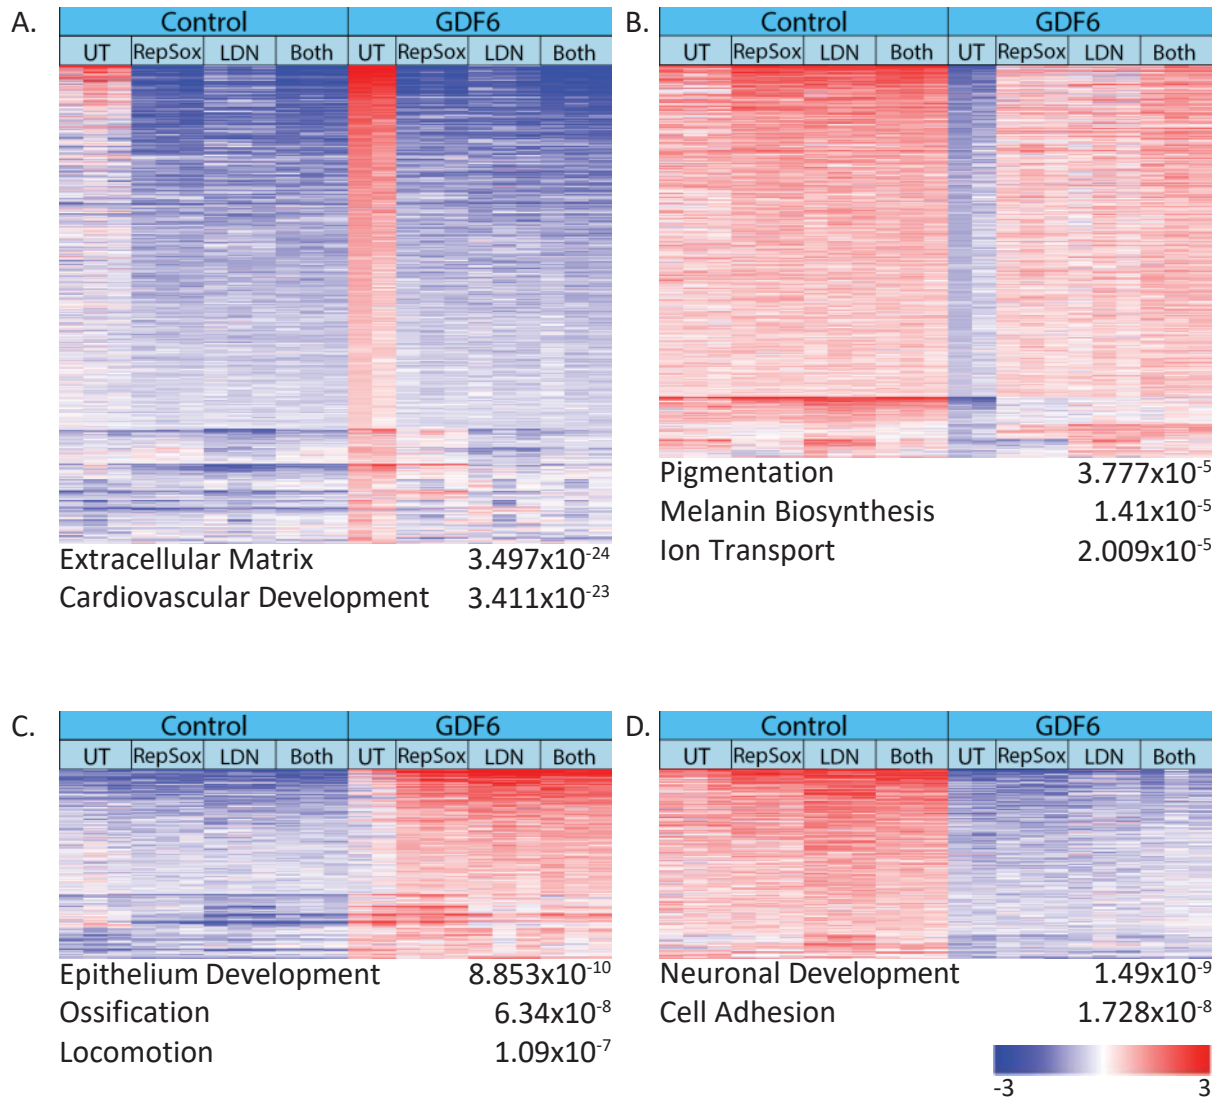 A.
Control GDF6
UT RepSox LDN Both UT RepSox LDN Both
Extracellular Matrix 3.497x10⁻²⁴
Cardiovascular Development 3.411x10⁻²³
B.
Control GDF6
UT RepSox LDN Both UT RepSox LDN Both
Pigmentation 3.777x10⁻⁵
Melanin Biosynthesis 1.41x10⁻⁵
Ion Transport 2.009x10⁻⁵
C.
Control GDF6
UT RepSox LDN Both UT RepSox LDN Both
Epithelium Development 8.853x10⁻¹⁰
Ossification 6.34x10⁻⁸
Locomotion 1.09x10⁻⁷
D.
Control GDF6
UT RepSox LDN Both UT RepSox LDN Both
Neuronal Development 1.49x10⁻⁹
Cell Adhesion 1.728x10⁻⁸
-3 3